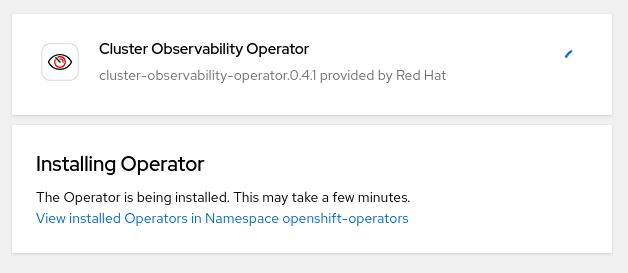 Cluster Observability Operator
cluster-observability-operator.0.4.1 provided by Red Hat
Installing Operator
The Operator is being installed. This may take a few minutes.
View installed Operators in Namespace openshift-operators